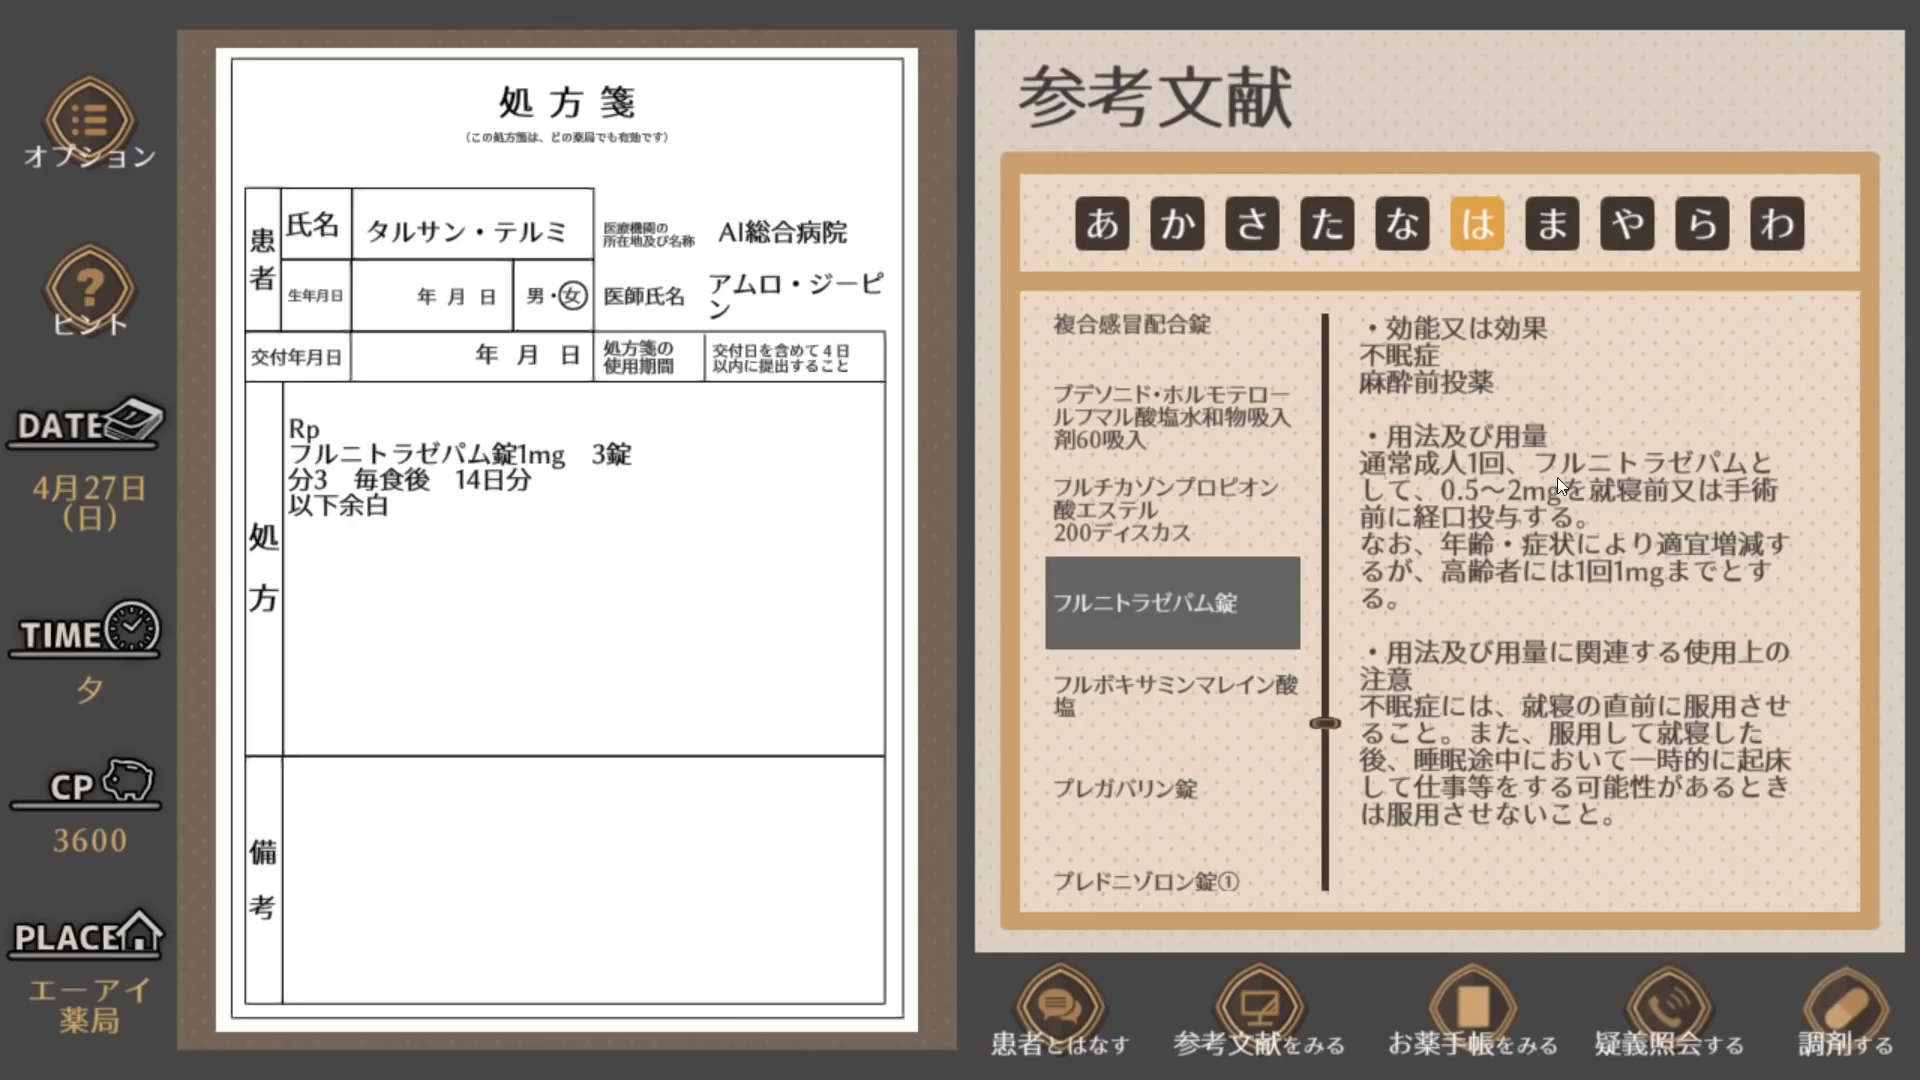 オプション
ヒント
DATE
4月27日
（日）
TIME
夕
CP
3600
PLACE
エーアイ
薬局
処方箋
（この処方箋は、どの薬局でも有効です）
患者
氏名
タルサン・テルミ
医療機関の
所在地及び名称
AI総合病院
生年月日
年 月 日
男・女
医師氏名
アムロ・ジーピ
ン
交付年月日
年 月 日
処方箋の
使用期間
交付日を含めて4日
以内に提出すること
処方
Rp
フルニトラゼパム錠1mg　3錠
分3　毎食後　14日分
以下余白
備考
参考文献
あ か さ た な は ま や ら わ
複合感冒配合錠
ブデソニド・ホルモテロー
ルフマル酸塩水和物吸入
剤60吸入
フルチカゾンプロピオン
酸エステル
200ディスカス
フルニトラゼパム錠
フルボキサミンマレイン酸
塩
プレガバリン錠
プレドニゾロン錠①
・効能又は効果
不眠症
麻酔前投薬
・用法及び用量
通常成人1回、フルニトラゼパムと
して、0.5～2mgを就寝前又は手術
前に経口投与する。
なお、年齢・症状により適宜増減す
るが、高齢者には1回1mgまでとす
る。
・用法及び用量に関連する使用上の
注意
不眠症には、就寝の直前に服用させ
ること。また、服用して就寝した
後、睡眠途中において一時的に起床
して仕事等をする可能性があるとき
は服用させないこと。
患者とはなす
参考文献をみる
お薬手帳をみる
疑義照会する
調剤する